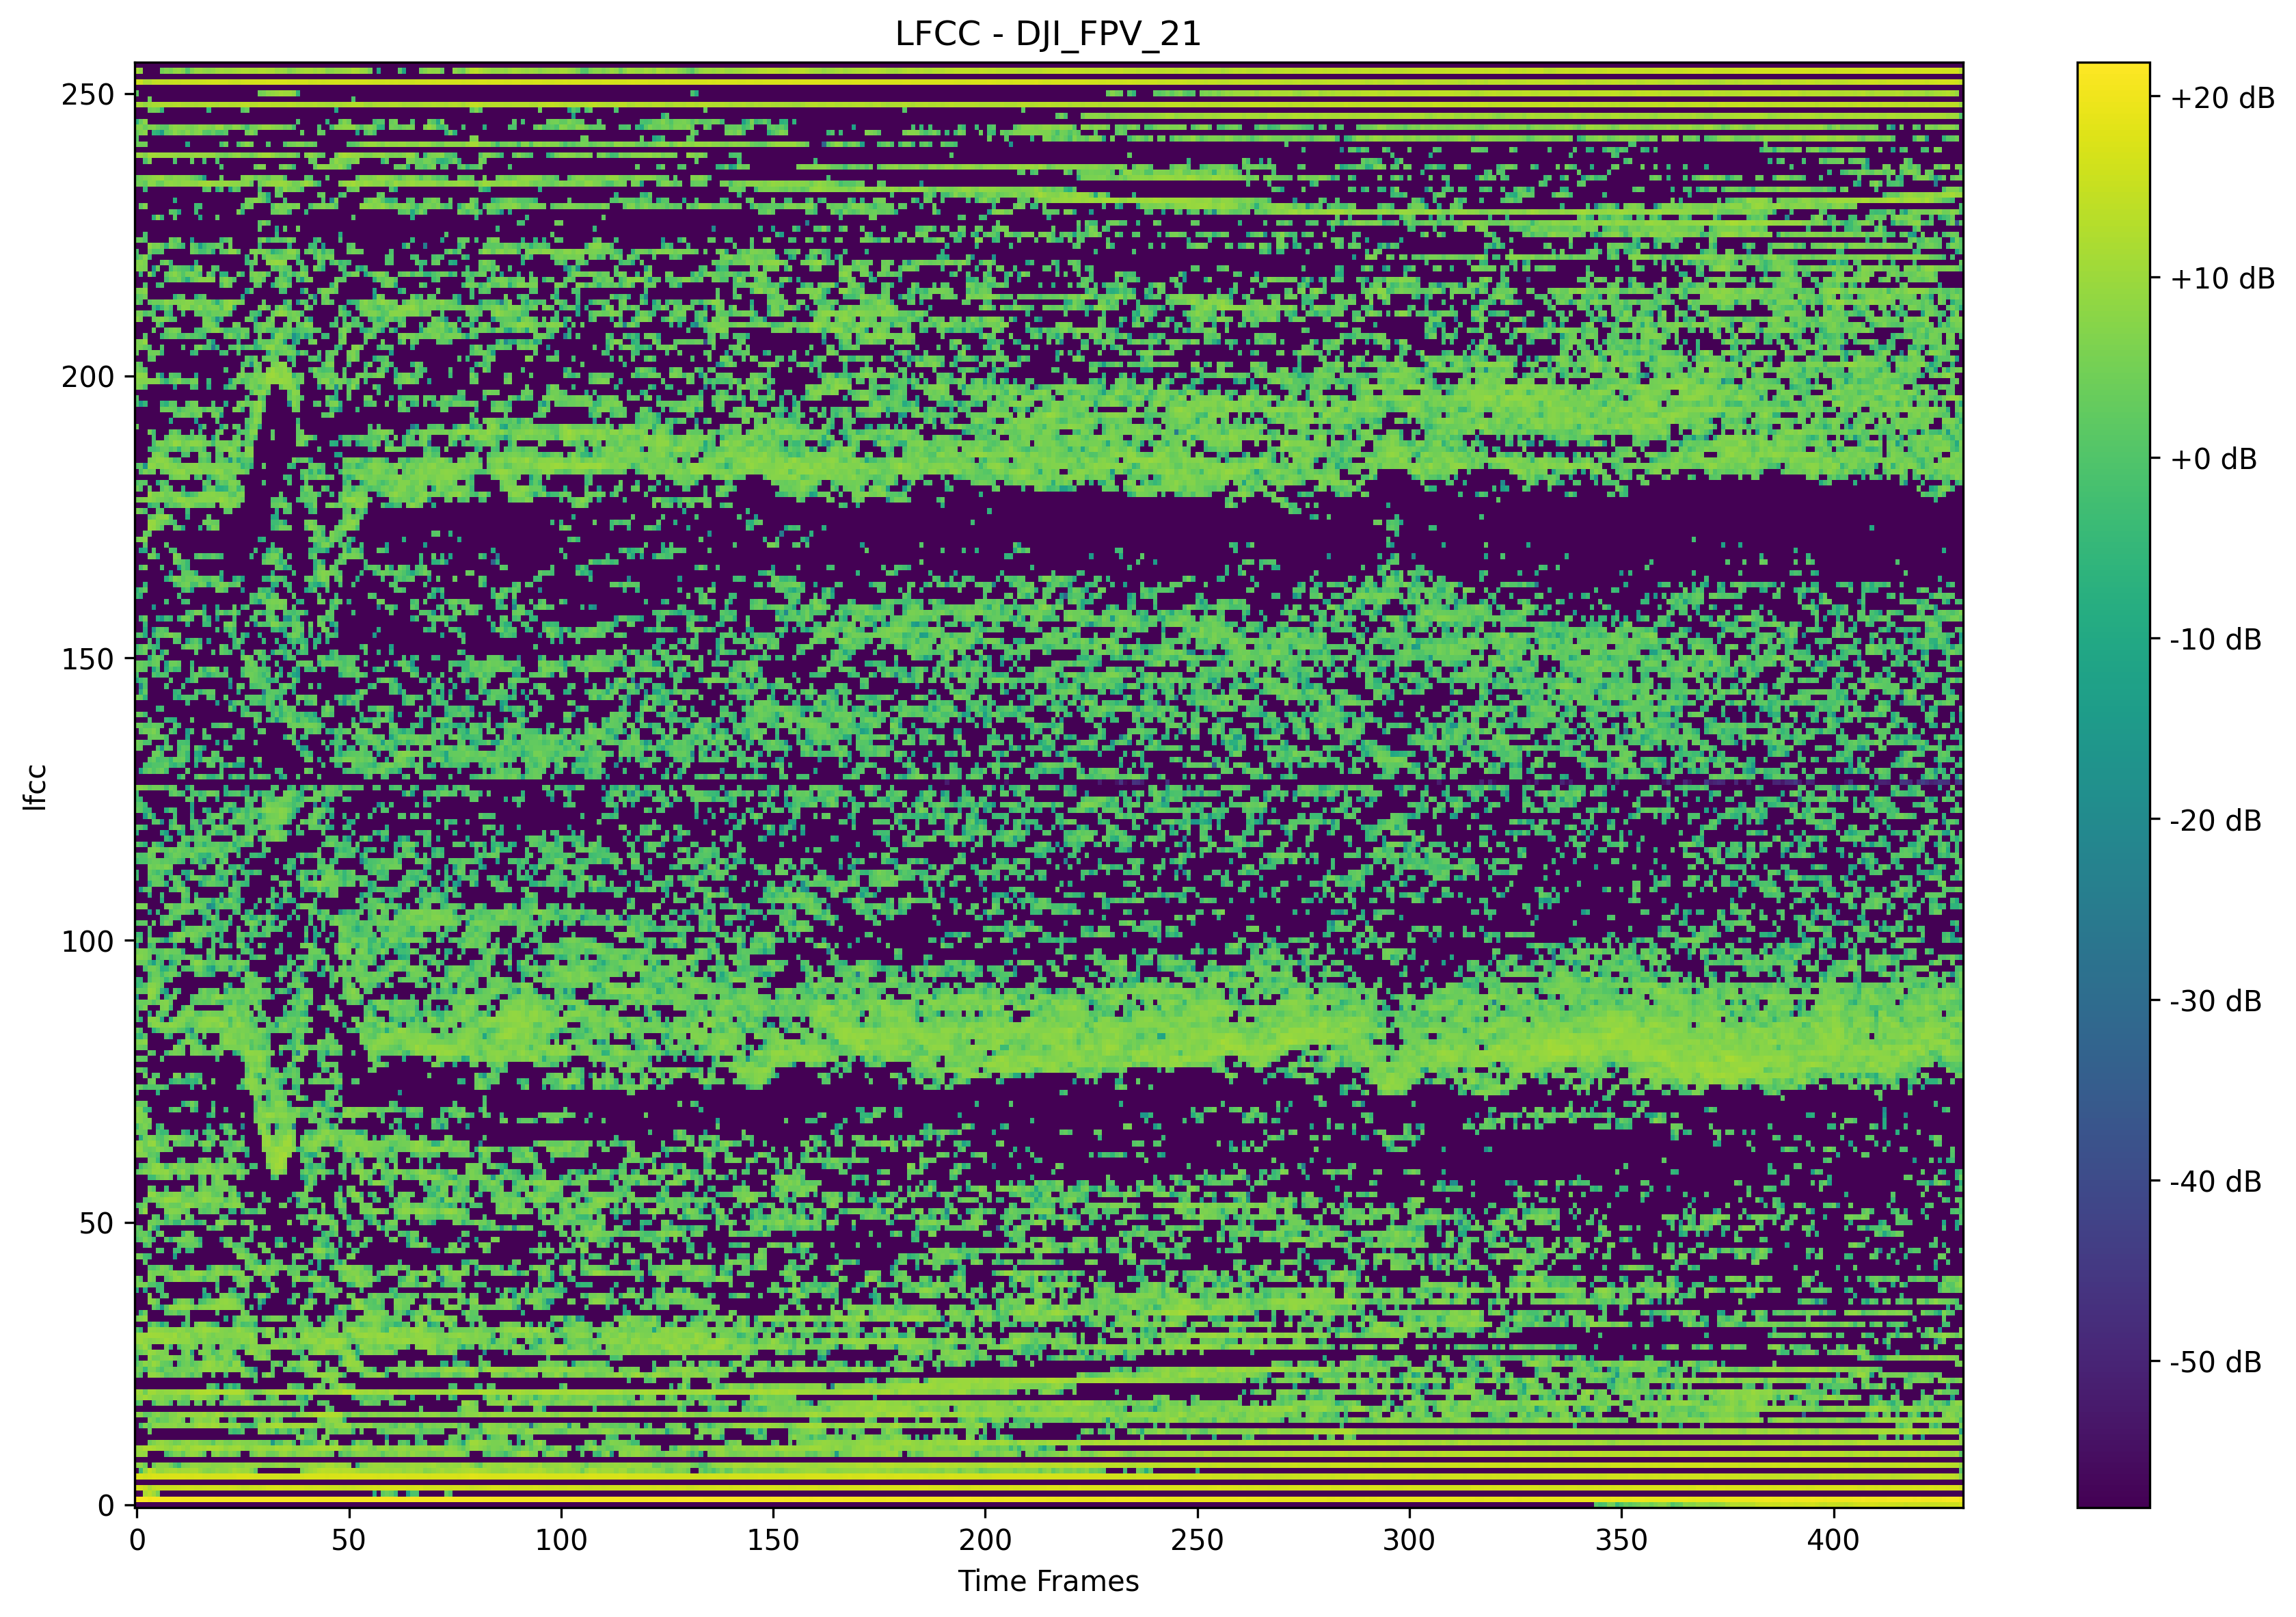 LFCC - DJI_FPV_21
250
200
150
100
50
0
lfcc
0 50 100 150 200 250 300 350 400
Time Frames
+20 dB
+10 dB
+0 dB
-10 dB
-20 dB
-30 dB
-40 dB
-50 dB